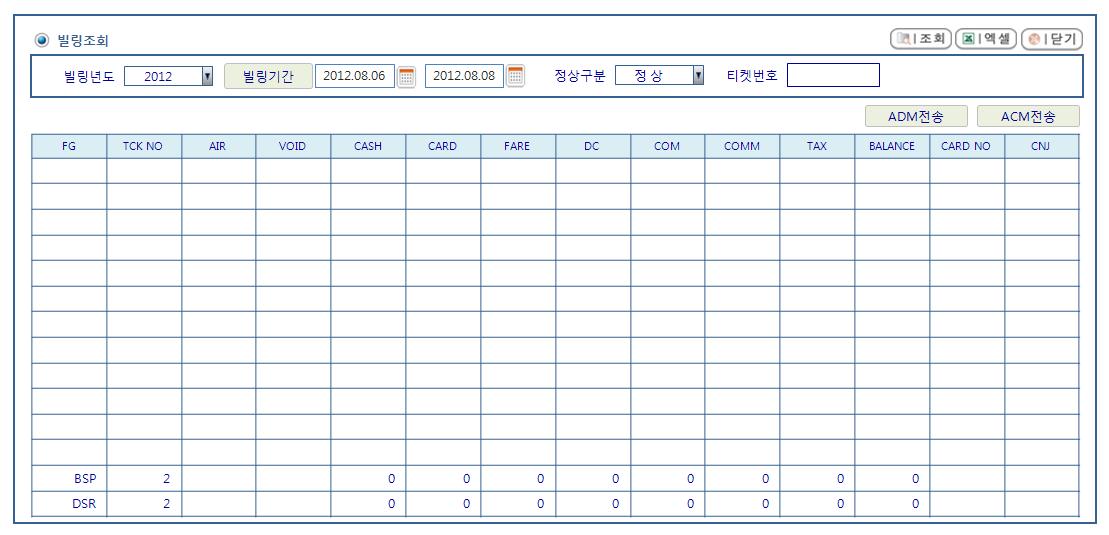 빌링조회 조회 엑셀 닫기
빌링년도 2012 빌링기간 2012.08.06 2012.08.08 정상구분 정 상 티켓번호
ADM전송 ACM전송
FG TCK NO AIR VOID CASH CARD FARE DC COM COMM TAX BALANCE CARD NO CNJ
BSP 2 0 0 0 0 0 0 0 0
DSR 2 0 0 0 0 0 0 0 0